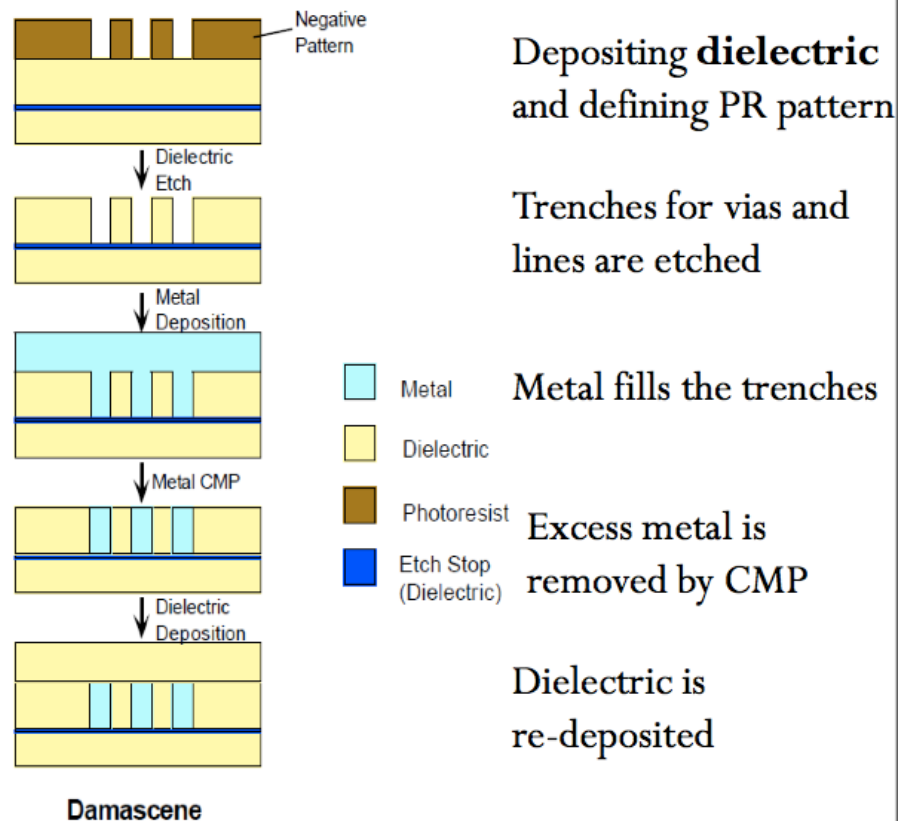 Negative
Pattern
Depositing dielectric
and defining PR pattern
Dielectric
Etch
Trenches for vias and
lines are etched
Metal
Deposition
Metal
Metal fills the trenches
Dielectric
Metal CMP
Photoresist
Excess metal is
removed by CMP
Etch Stop
(Dielectric)
Dielectric
Deposition
Dielectric is
re-deposited
Damascene